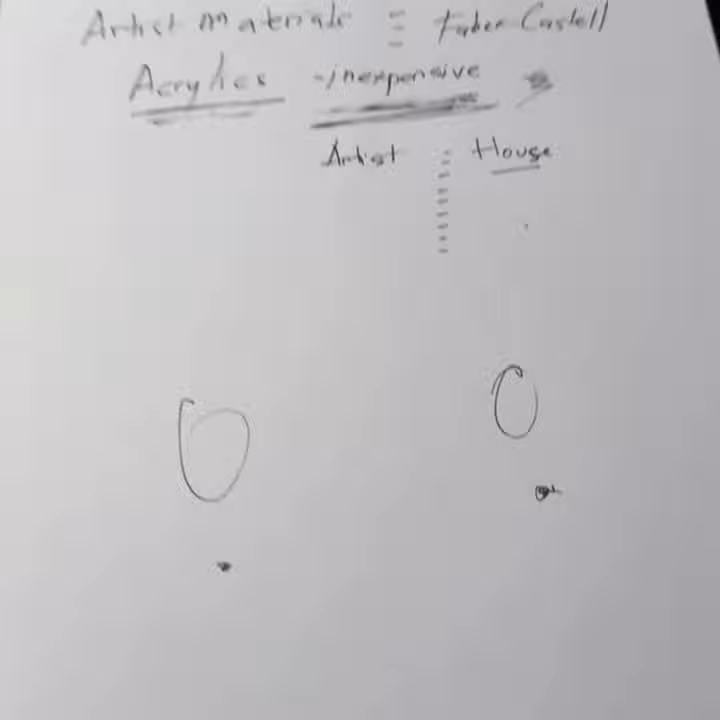 Artist Materials : Faber Castell
Acrylics - inexpensive
Artist : House